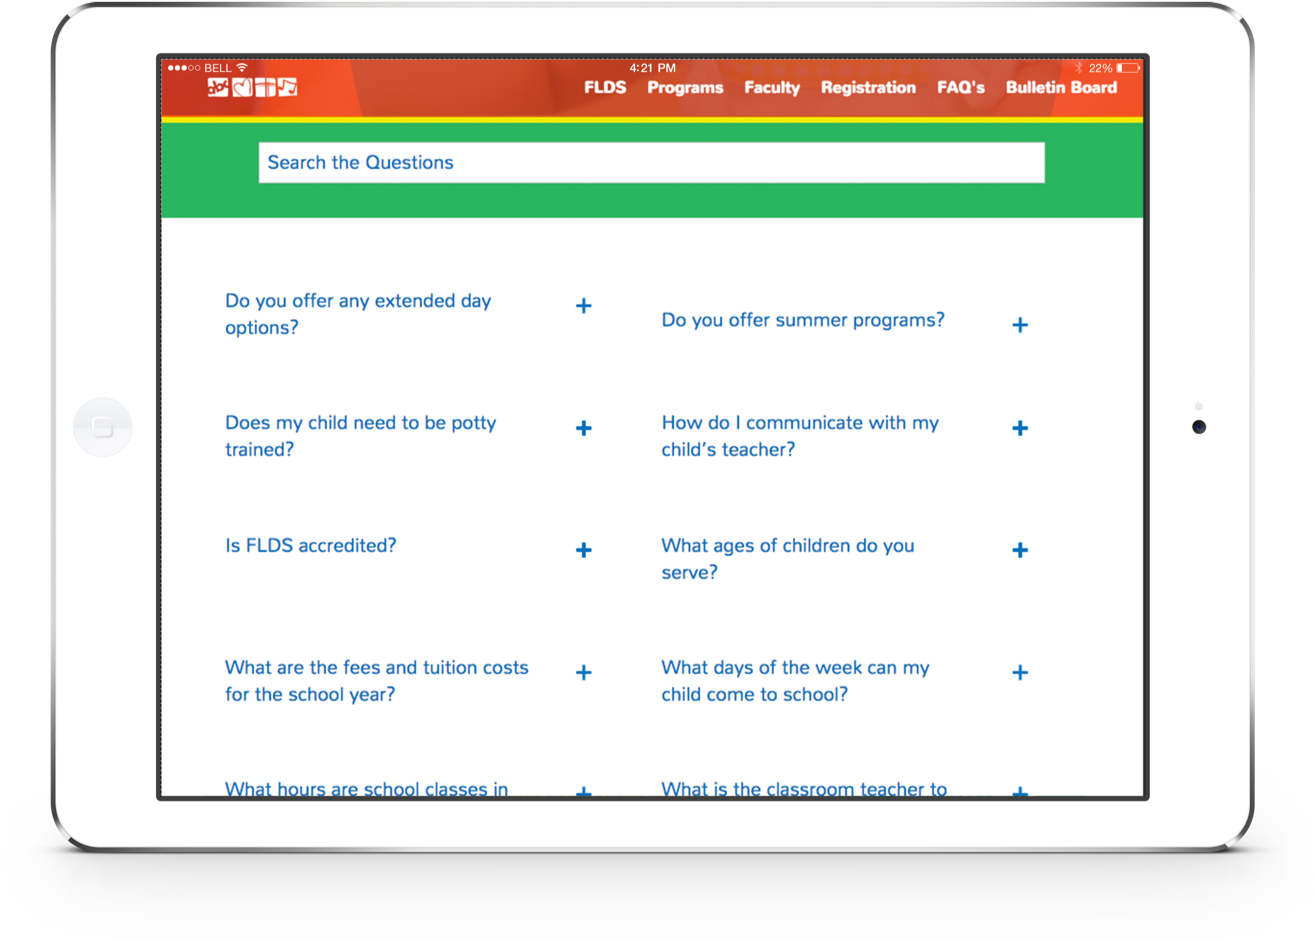 BELL
4:21 PM
22%
abc
FLDS Programs Faculty Registration FAQ's Bulletin Board
Search the Questions
Do you offer any extended day
options?
+
Do you offer summer programs?
+
Does my child need to be potty
trained?
+
How do I communicate with my
child's teacher?
+
Is FLDS accredited?
+
What ages of children do you
serve?
+
What are the fees and tuition costs
for the school year?
+
What days of the week can my
child come to school?
+
What hours are school classes in
+
What is the classroom teacher to
+